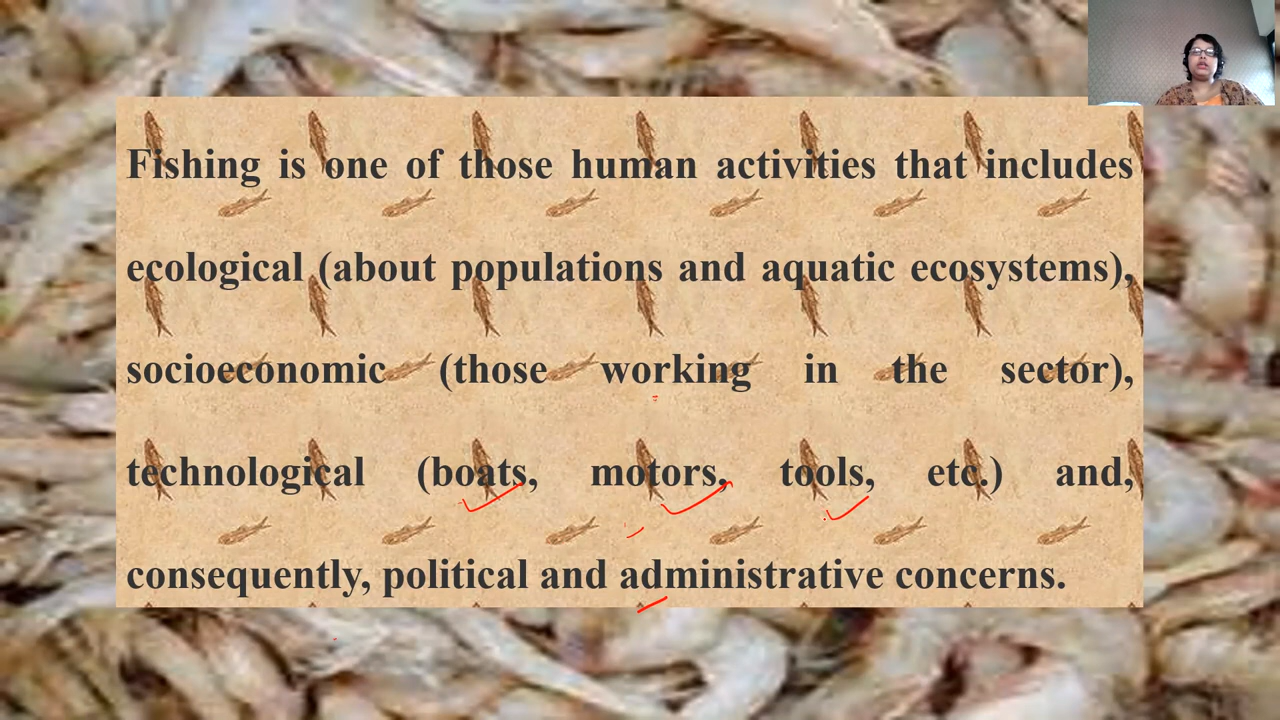 Fishing is one of those human activities that includes
ecological (about populations and aquatic ecosystems),
socioeconomic (those working in the sector),
technological (boats, motors, tools, etc.) and,
consequently, political and administrative concerns.